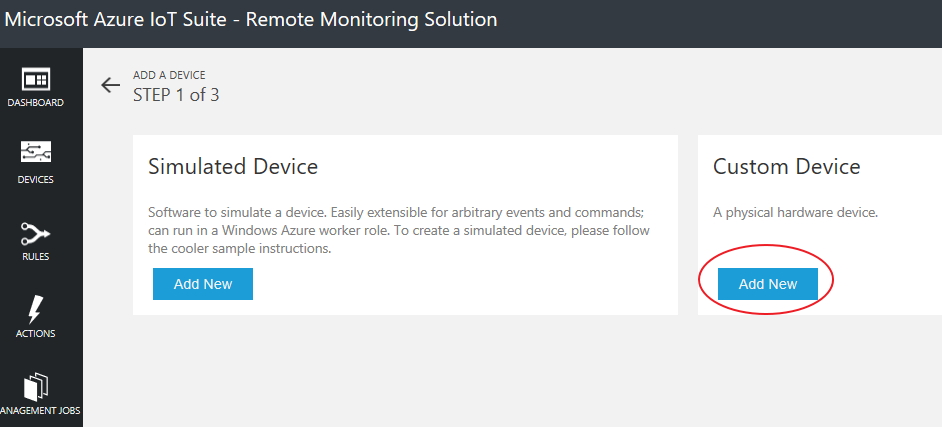 Microsoft Azure IoT Suite - Remote Monitoring Solution
DASHBOARD
DEVICES
RULES
ACTIONS
ANAGEMENT JOBS
ADD A DEVICE
STEP 1 of 3
Simulated Device
Software to simulate a device. Easily extensible for arbitrary events and commands;
can run in a Windows Azure worker role. To create a simulated device, please follow
the cooler sample instructions.
Add New
Custom Device
A physical hardware device.
Add New